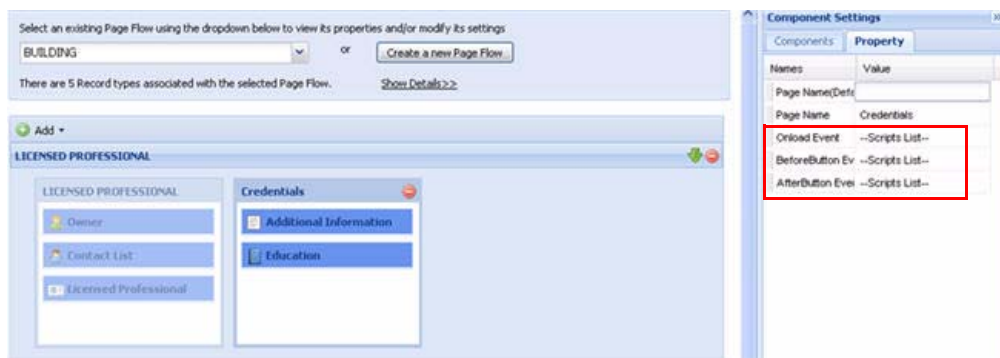 Select an existing Page Flow using the dropdown below to view its properties and/or modify its settings
BUILDING
or
Create a new Page Flow
There are 5 Record types associated with the selected Page Flow.
Show Details>>
Add
LICENSED PROFESSIONAL
LICENSED PROFESSIONAL
Owner
Contact List
Licensed Professional
Credentials
Additional Information
Education
Component Settings
Components
Property
Names
Value
Page Name(Defa
Page Name
Credentials
Onload Event
--Scripts List--
BeforeButton Ev
--Scripts List--
AfterButton Eve
--Scripts List--